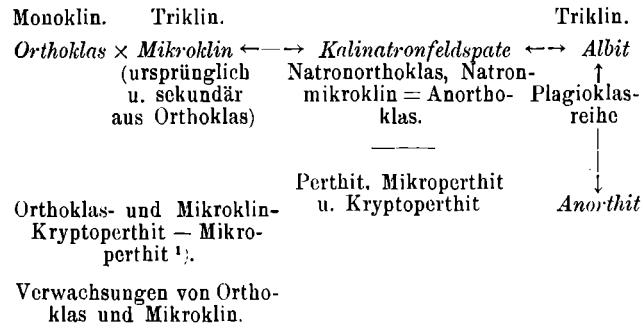 Monoklin. Triklin. Triklin.
Orthoklas × Mikroklin ←—→ Kalinatronfeldspate ←→ Albit
(ursprünglich Natronorthoklas, Natron- ↑
u. sekundär mikroklin = Anortho- Plagioklas-
aus Orthoklas) klas. reihe
↓
Perthit, Mikroperthit
u. Kryptoperthit Anorthit
Orthoklas- und Mikroklin-
Kryptoperthit — Mikro-
perthit ¹).
Verwachsungen von Ortho-
klas und Mikroklin.